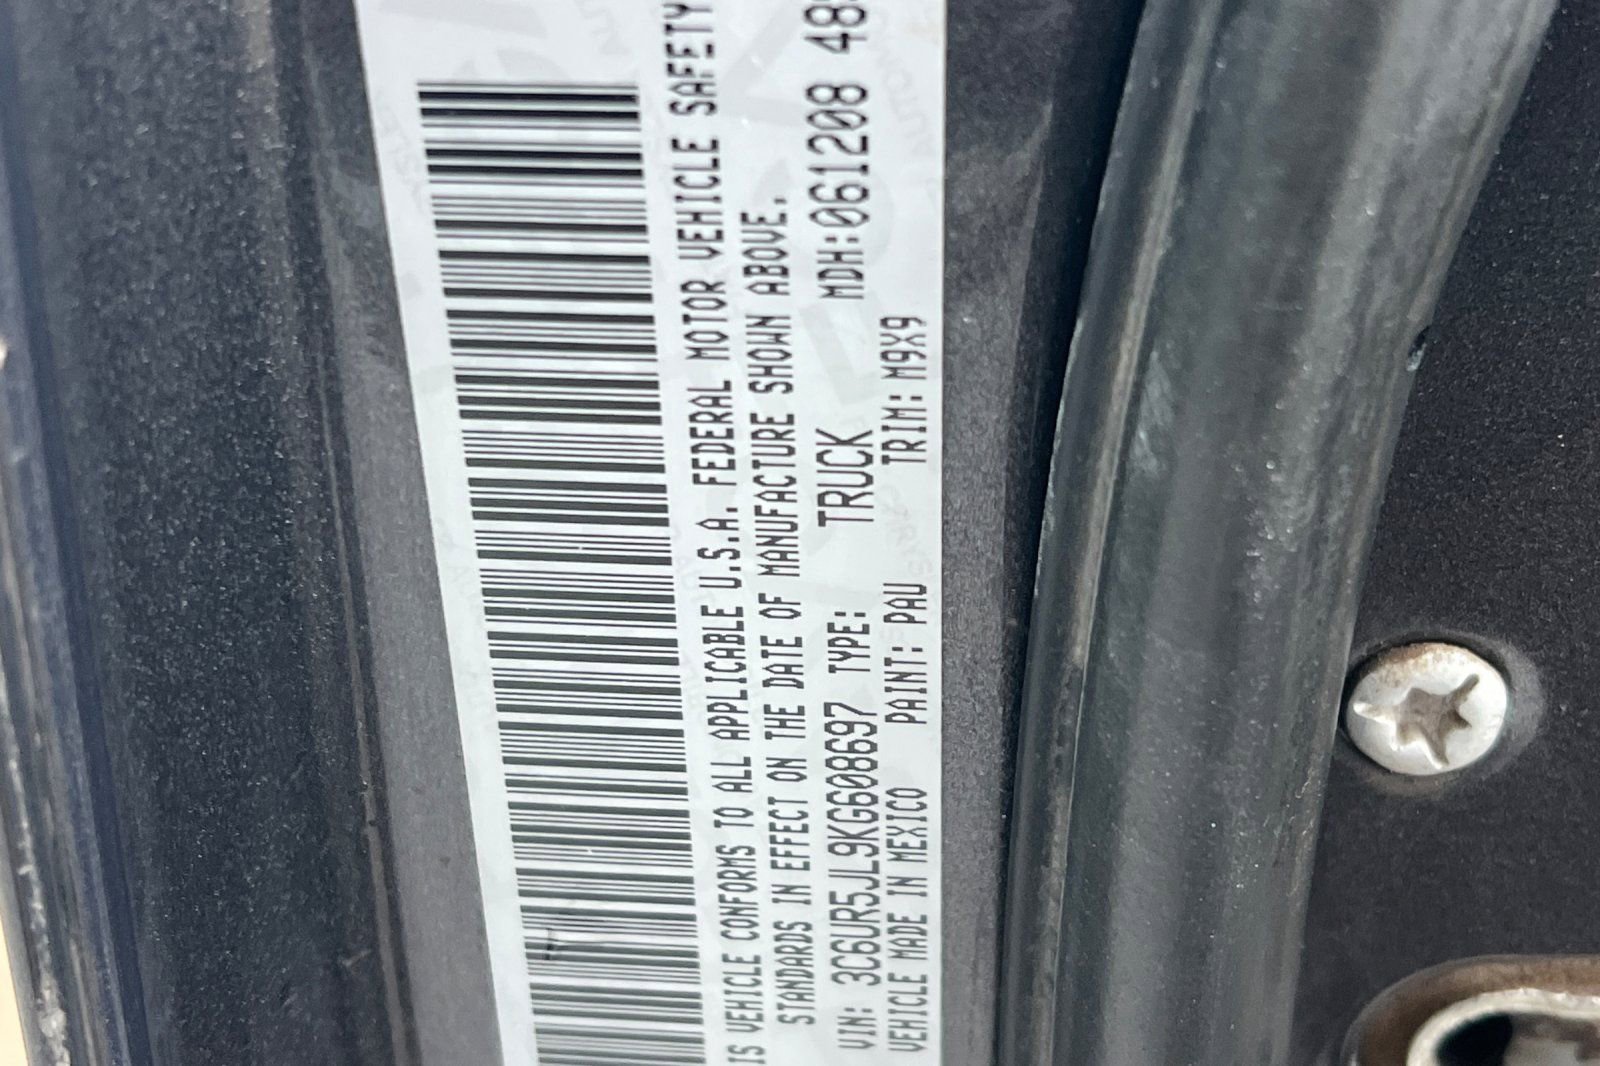 IS VEHICLE CONFORMS TO ALL APPLICABLE U.S.A. FEDERAL MOTOR VEHICLE SAFETY
STANDARDS IN EFFECT ON THE DATE OF MANUFACTURE SHOWN ABOVE.
VIN: 3C6UR5JL9KG608697 TYPE: TRUCK MDH:061208 48
VEHICLE MADE IN MEXICO PAINT: PAU TRIM: M9X9